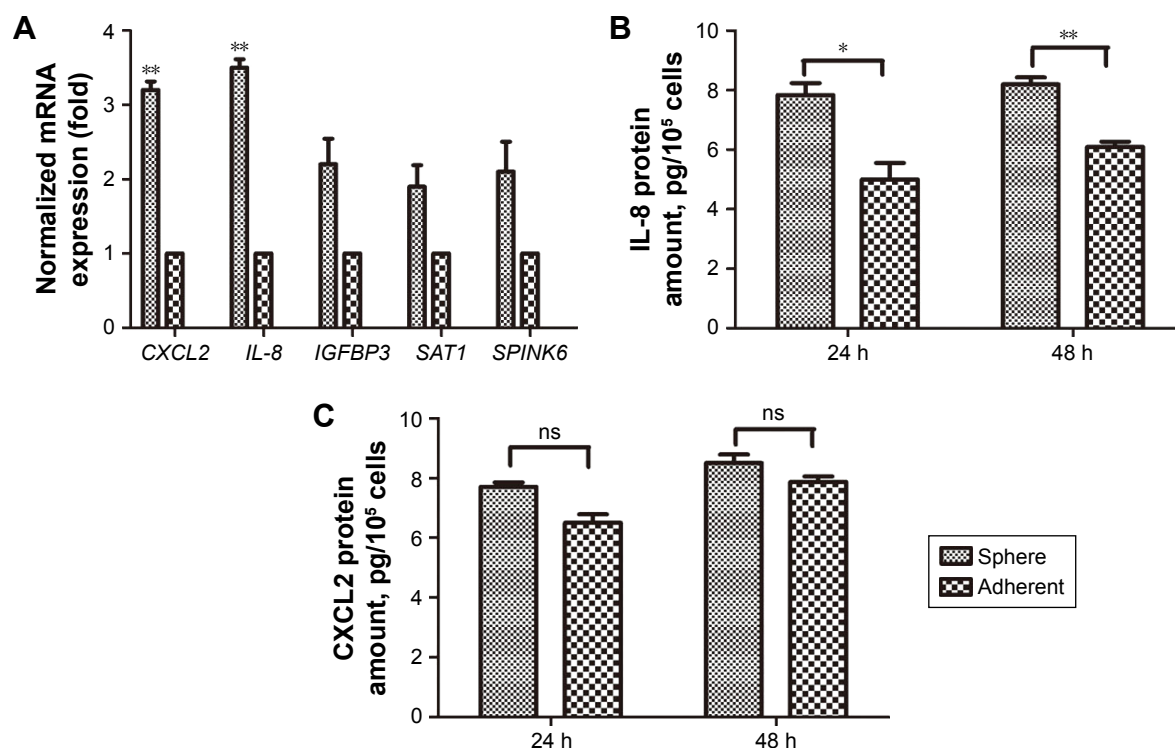 A
Normalized mRNA
expression (fold)
4
3
2
1
0
**
**
CXCL2 IL-8 IGFBP3 SAT1 SPINK6
B
IL-8 protein
amount, pg/10⁵ cells
10
8
6
4
2
0
*
**
24 h 48 h
C
CXCL2 protein
amount, pg/10⁵ cells
10
8
6
4
2
0
ns
ns
24 h 48 h
Sphere
Adherent